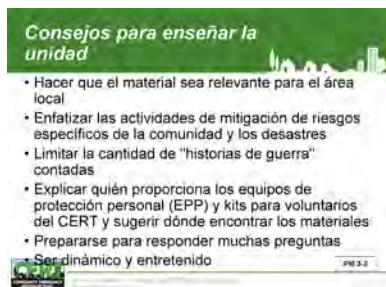 Consejos para enseñar la
unidad
• Hacer que el material sea relevante para el área
local
• Enfatizar las actividades de mitigación de riesgos
específicos de la comunidad y los desastres
• Limitar la cantidad de "historias de guerra"
contadas
• Explicar quién proporciona los equipos de
protección personal (EPP) y kits para voluntarios
del CERT y sugerir dónde encontrar los materiales
• Prepararse para responder muchas preguntas
• Ser dinámico y entretenido